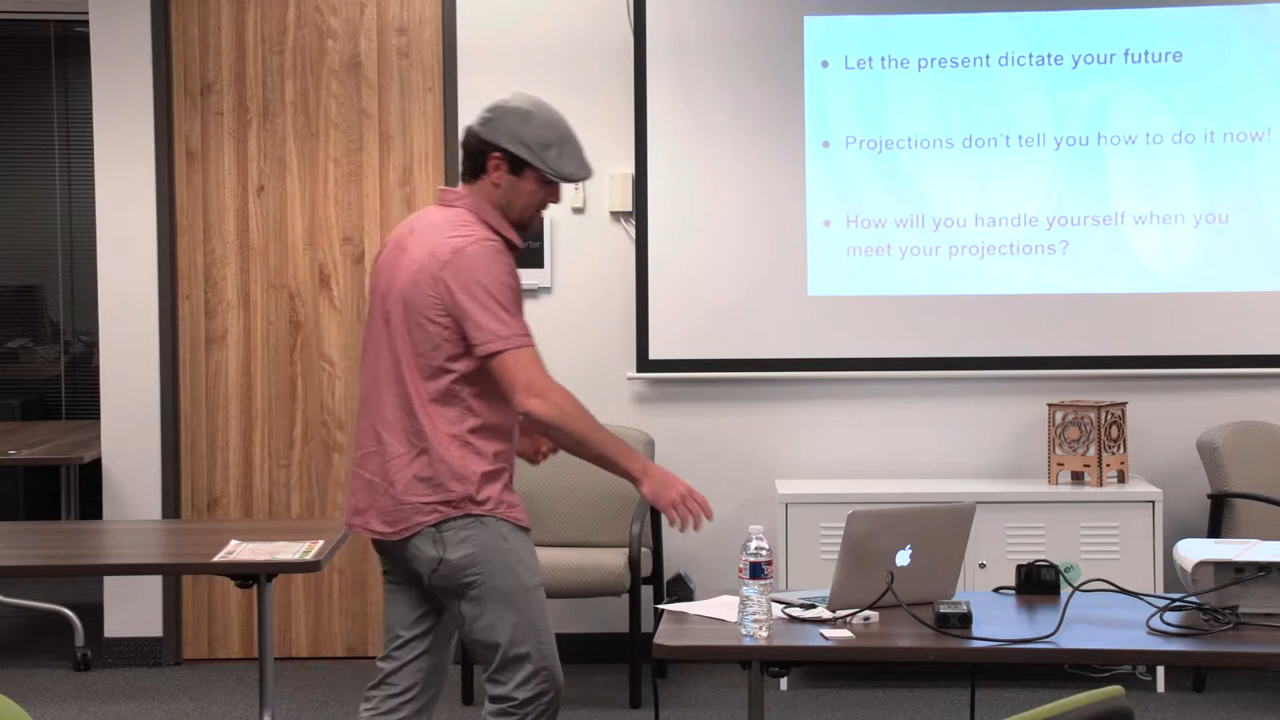 • Let the present dictate your future
• Projections don't tell you how to do it now!
• How will you handle yourself when you
meet your projections?